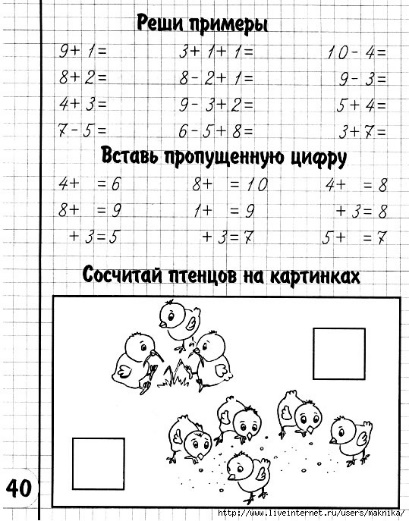 Реши примеры
9+1= 3+1+1= 10-4=
8+2= 8-2+1= 9-3=
4+3= 9-3+2= 5+4=
7-5= 6-5+8= 3+7=
Вставь пропущенную цифру
4+ =6 8+ =10 4+ =8
8+ =9 1+ =9 +3=8
+3=5 +3=7 5+ =7
Сосчитай птенцов на картинках
40
http://www.liveinternet.ru/users/maknika/